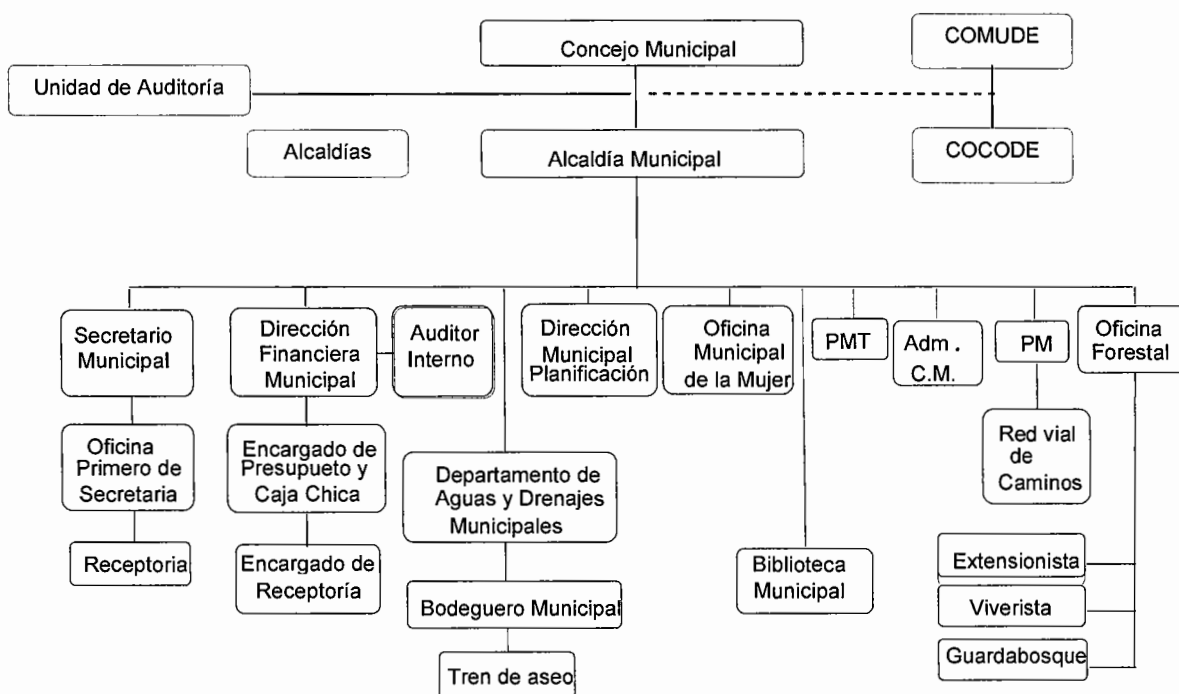 Concejo Municipal
COMUDE
Unidad de Auditoría
Alcaldías
Alcaldía Municipal
COCODE
Secretario
Municipal
Dirección
Financiera
Municipal
Auditor
Interno
Dirección
Municipal
Planificación
Oficina
Municipal
de la Mujer
PMT
Adm .
C.M.
PM
Oficina
Forestal
Oficina
Primero de
Secretaria
Encargado de
Presupueto y
Caja Chica
Departamento de
Aguas y Drenajes
Municipales
Red vial
de
Caminos
Receptoria
Encargado de
Receptoría
Biblioteca
Municipal
Extensionista
Bodeguero Municipal
Viverista
Tren de aseo
Guardabosque